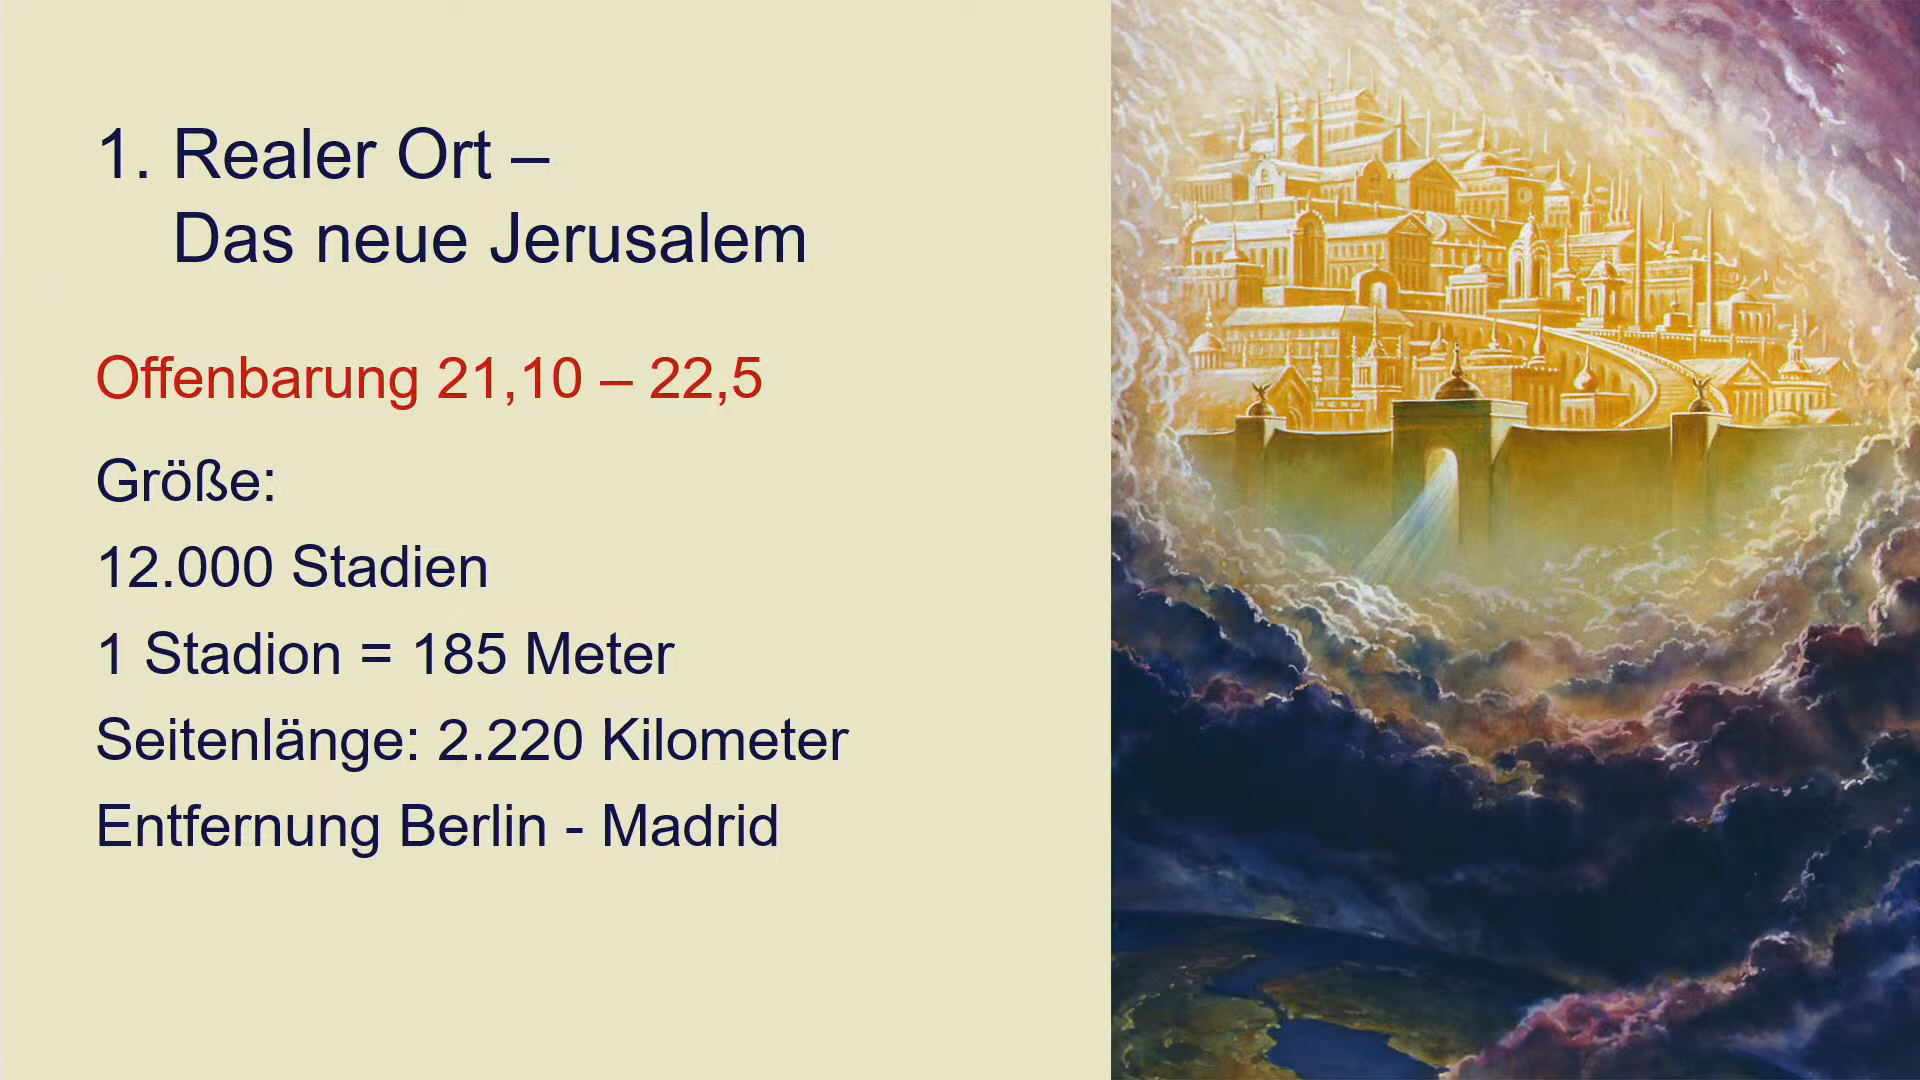 1. Realer Ort –
Das neue Jerusalem
Offenbarung 21,10 – 22,5
Größe:
12.000 Stadien
1 Stadion = 185 Meter
Seitenlänge: 2.220 Kilometer
Entfernung Berlin - Madrid